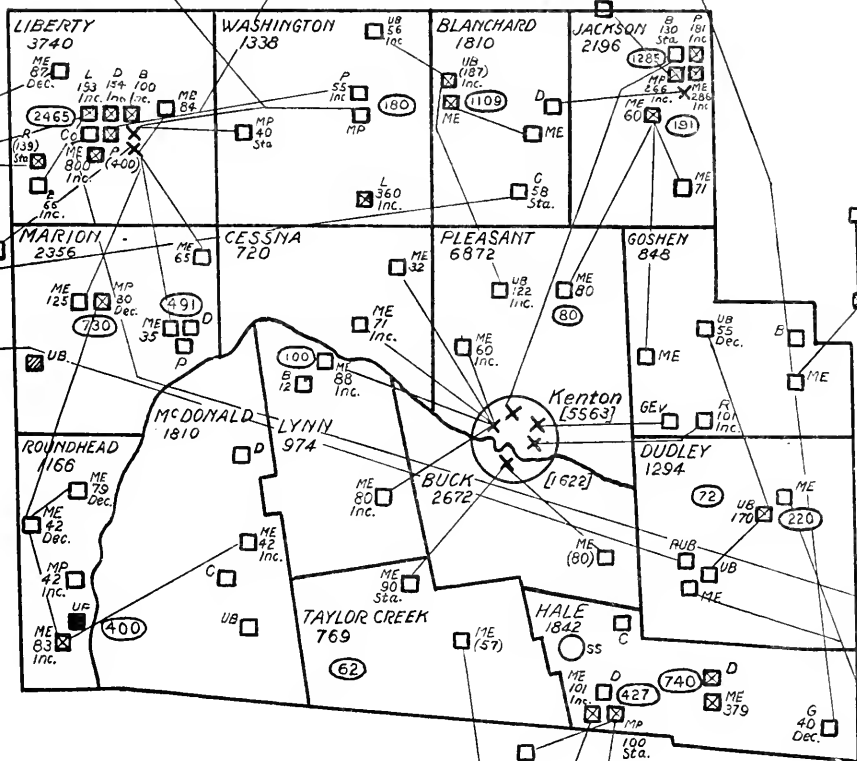 LIBERTY
3740
ME
87
Dec.
L
153
Inc.
D
154
Inc.
B
100
Inc.
ME
84
2465
Co
R
(139)
Sta
ME
800
Inc.
P
(400)
E
66
Inc.
WASHINGTON
1338
UB
56
Inc
P
55
Inc
180
MP
MP
40
Sta
L
360
Inc.
BLANCHARD
1810
UB
(187)
Inc.
ME
1109
D
ME
C
58
Sta.
JACKSON
2196
B
130
Sta
P
181
Inc
1285
MP
266
Inc
ME
286
Inc
ME
60
191
ME
71
MARION
2356
ME
65
ME
125
MP
80
Dec.
491
730
ME
35
D
P
UB
CESSNA
720
ME
32
ME
71
Inc.
100
ME
88
Inc.
B
12
PLEASANT
6872
UB
122
Inc.
ME
80
80
ME
60
Inc
Kenton
[5563]
[1622]
GOSHEN
848
UB
55
Dec
B
ME
ME
GEv
R
101
Inc.
McDONALD
1810
D
ME
42
Inc.
C
UB
LYNN
974
ME
80
Inc.
BUCK
2672
ME
(80)
DUDLEY
1294
72
ME
UB
170
220
RUB
UB
ME
ROUNDHEAD
1166
ME
79
Dec.
ME
42
Dec.
MP
42
Inc.
UF
ME
83
Inc.
400
TAYLOR CREEK
769
ME
90
Sta.
ME
(57)
62
HALE
1842
C
SS
ME
101
Inc
D
427
740
D
MP
100
Sta.
ME
379
G
40
Dec.